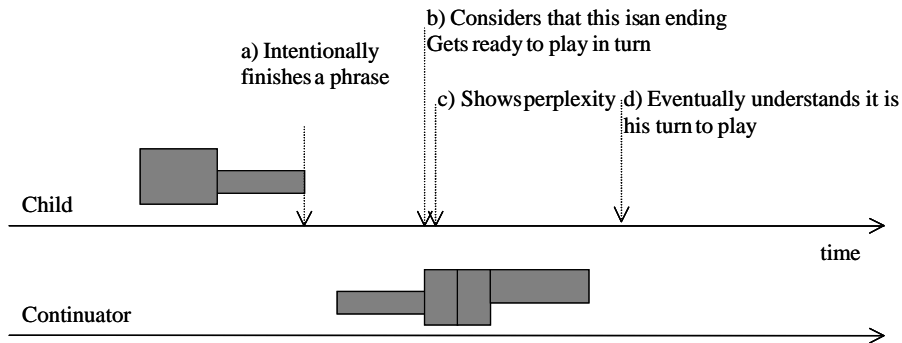 b) Considers that this isan ending
Gets ready to play in turn
a) Intentionally
finishes a phrase
c) Shows perplexity
d) Eventually understands it is
his turn to play
Child
time
Continuator